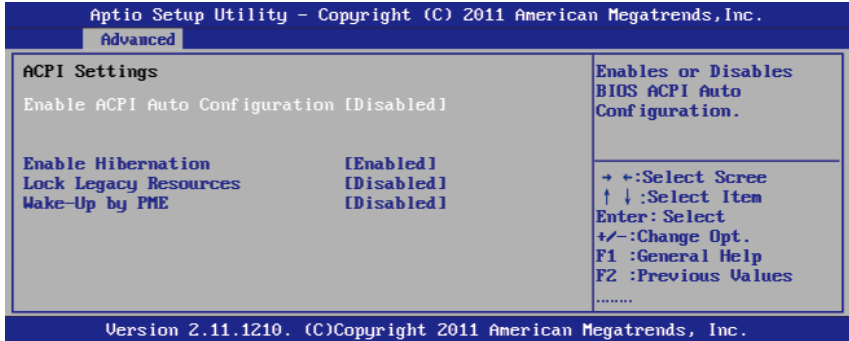 Aptio Setup Utility – Copyright (C) 2011 American Megatrends,Inc.
Advanced
ACPI Settings
Enable ACPI Auto Configuration [Disabled]
Enable Hibernation [Enabled]
Lock Legacy Resources [Disabled]
Wake-Up by PME [Disabled]
Enables or Disables
BIOS ACPI Auto
Configuration.
→ ←:Select Scree
↑ ↓ :Select Item
Enter: Select
+/-:Change Opt.
F1 :General Help
F2 :Previous Values
........
Version 2.11.1210. (C)Copyright 2011 American Megatrends, Inc.